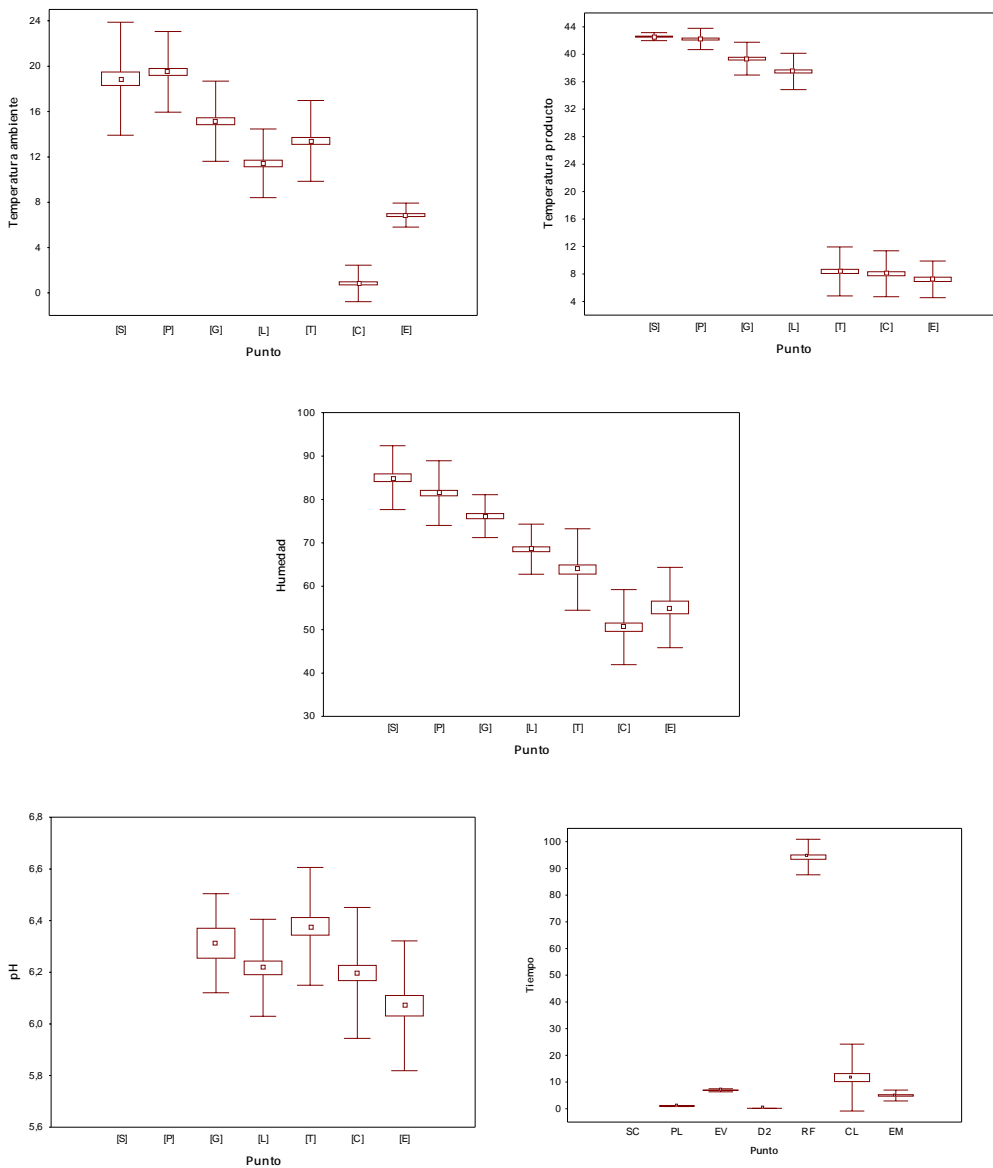 Temperatura ambiente
24
20
16
12
8
4
0
[S] [P] [G] [L] [T] [C] [E]
Punto
Temperatura producto
44
40
36
32
28
24
20
16
12
8
4
[S] [P] [G] [L] [T] [C] [E]
Punto
Humedad
100
90
80
70
60
50
40
30
[S] [P] [G] [L] [T] [C] [E]
Punto
pH
6,8
6,6
6,4
6,2
6,0
5,8
5,6
[S] [P] [G] [L] [T] [C] [E]
Punto
Tiempo
100
90
80
70
60
50
40
30
20
10
0
SC PL EV D2 RF CL EM
Punto